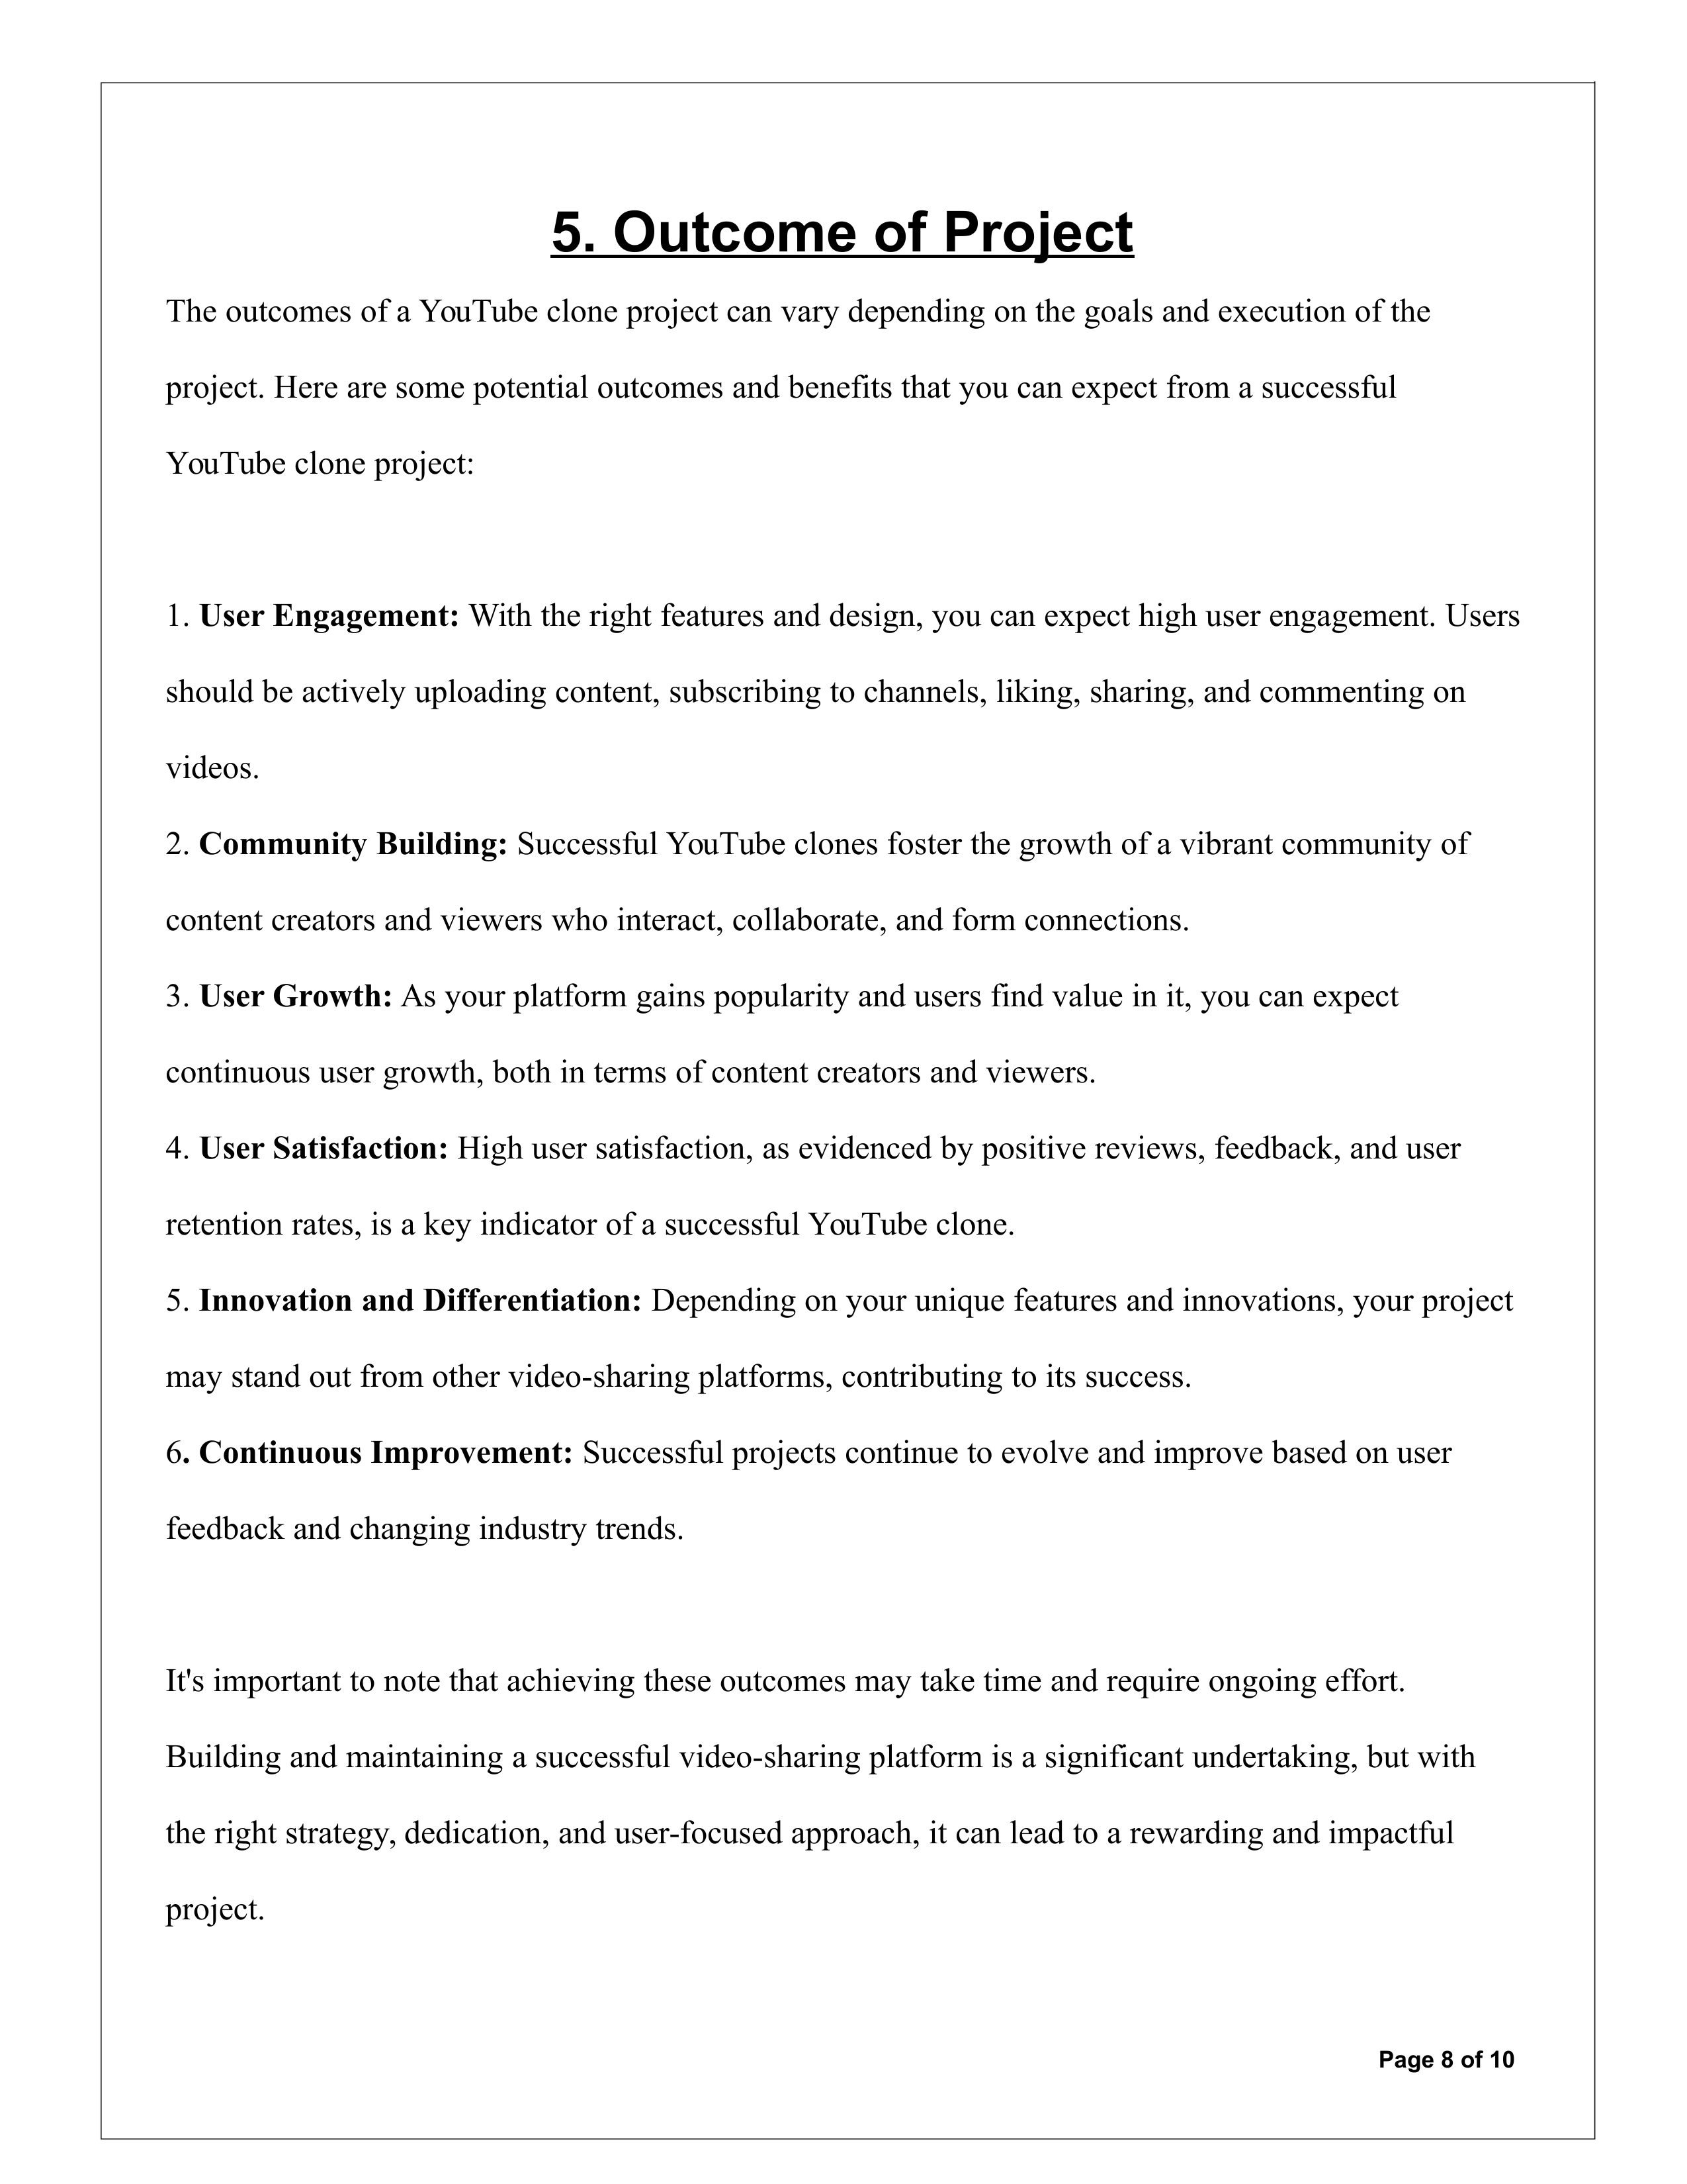 5. Outcome of Project
The outcomes of a YouTube clone project can vary depending on the goals and execution of the
project. Here are some potential outcomes and benefits that you can expect from a successful
YouTube clone project:
1. User Engagement: With the right features and design, you can expect high user engagement. Users
should be actively uploading content, subscribing to channels, liking, sharing, and commenting on
videos.
2. Community Building: Successful YouTube clones foster the growth of a vibrant community of
content creators and viewers who interact, collaborate, and form connections.
3. User Growth: As your platform gains popularity and users find value in it, you can expect
continuous user growth, both in terms of content creators and viewers.
4. User Satisfaction: High user satisfaction, as evidenced by positive reviews, feedback, and user
retention rates, is a key indicator of a successful YouTube clone.
5. Innovation and Differentiation: Depending on your unique features and innovations, your project
may stand out from other video-sharing platforms, contributing to its success.
6. Continuous Improvement: Successful projects continue to evolve and improve based on user
feedback and changing industry trends.
It's important to note that achieving these outcomes may take time and require ongoing effort.
Building and maintaining a successful video-sharing platform is a significant undertaking, but with
the right strategy, dedication, and user-focused approach, it can lead to a rewarding and impactful
project.
Page 8 of 10